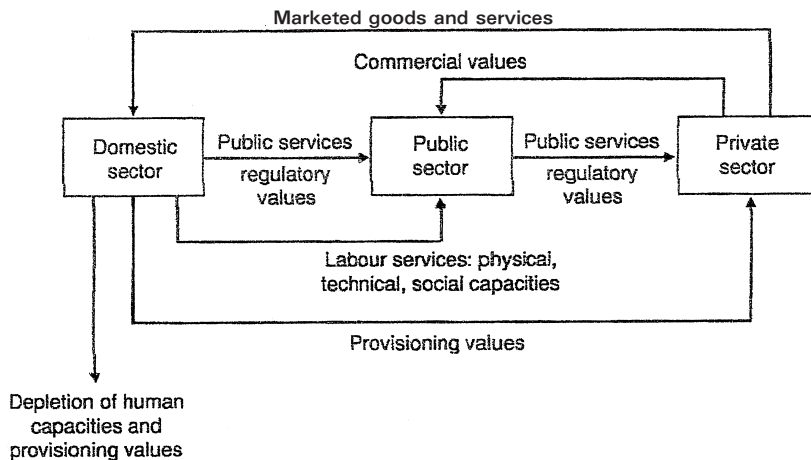 Marketed goods and services
Commercial values
Domestic
sector
Public services
regulatory
values
Public
sector
Public services
regulatory
values
Private
sector
Labour services: physical,
technical, social capacities
Provisioning values
Depletion of human
capacities and
provisioning values